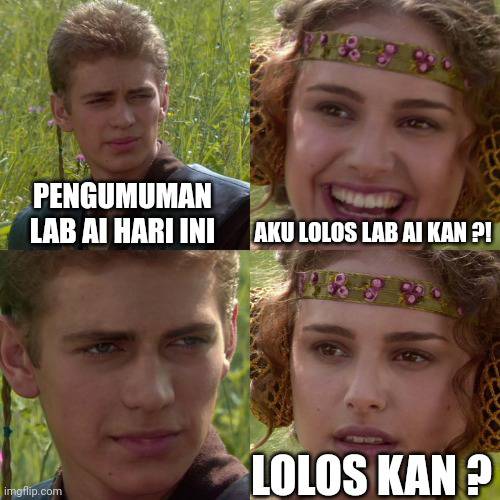 PENGUMUMAN
LAB AI HARI INI
AKU LOLOS LAB AI KAN ?!
LOLOS KAN ?
imgflip.com